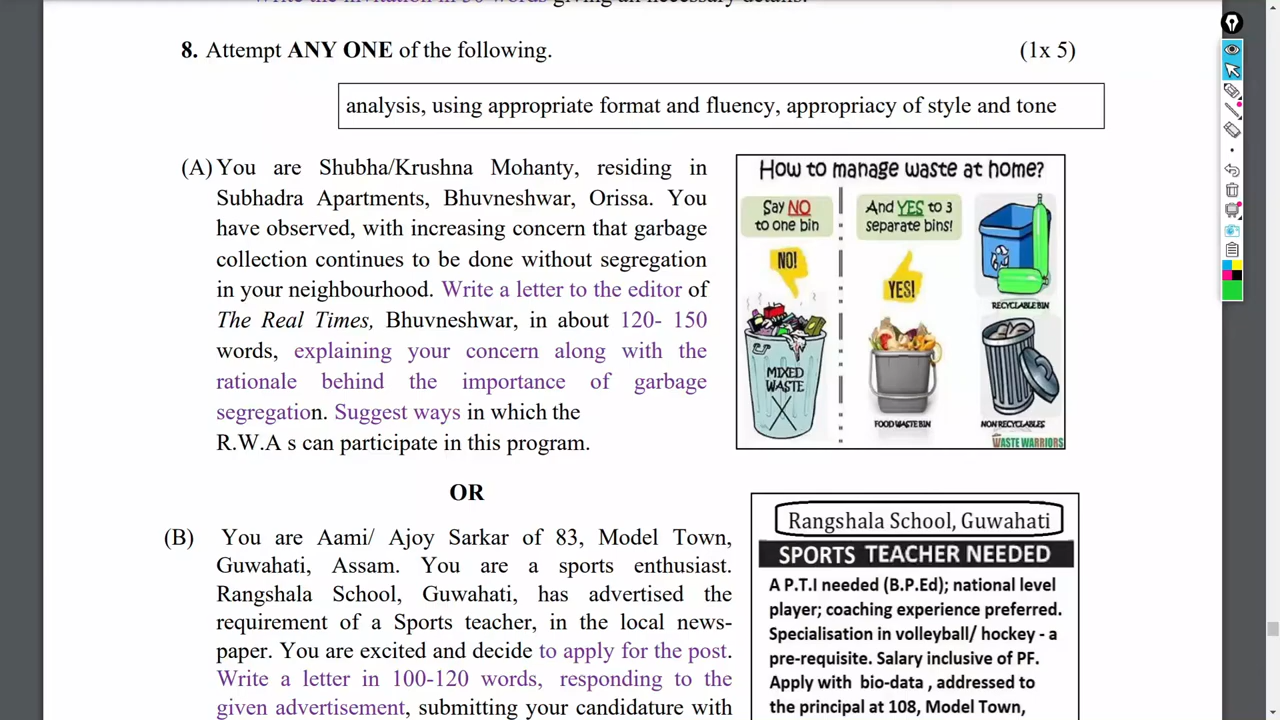 Write the invitation in 50 words giving all necessary details.
8. Attempt ANY ONE of the following. (1x 5)
analysis, using appropriate format and fluency, appropriacy of style and tone
(A) You are Shubha/Krushna Mohanty, residing in
Subhadra Apartments, Bhuvneshwar, Orissa. You
have observed, with increasing concern that garbage
collection continues to be done without segregation
in your neighbourhood. Write a letter to the editor of
The Real Times, Bhuvneshwar, in about 120- 150
words, explaining your concern along with the
rationale behind the importance of garbage
segregation. Suggest ways in which the
R.W.A s can participate in this program.
How to manage waste at home?
Say NO
to one bin
And YES to 3
separate bins!
NO!
YES!
RECYCLABLE BIN
MIXED
WASTE
FOOD WASTE BIN
NON RECYCLABLES
WASTE WARRIORS
OR
(B) You are Aami/ Ajoy Sarkar of 83, Model Town,
Guwahati, Assam. You are a sports enthusiast.
Rangshala School, Guwahati, has advertised the
requirement of a Sports teacher, in the local news-
paper. You are excited and decide to apply for the post.
Write a letter in 100-120 words, responding to the
given advertisement, submitting your candidature with
Rangshala School, Guwahati
SPORTS TEACHER NEEDED
A P.T.I needed (B.P.Ed); national level
player; coaching experience preferred.
Specialisation in volleyball/ hockey - a
pre-requisite. Salary inclusive of PF.
Apply with bio-data , addressed to
the principal at 108, Model Town,